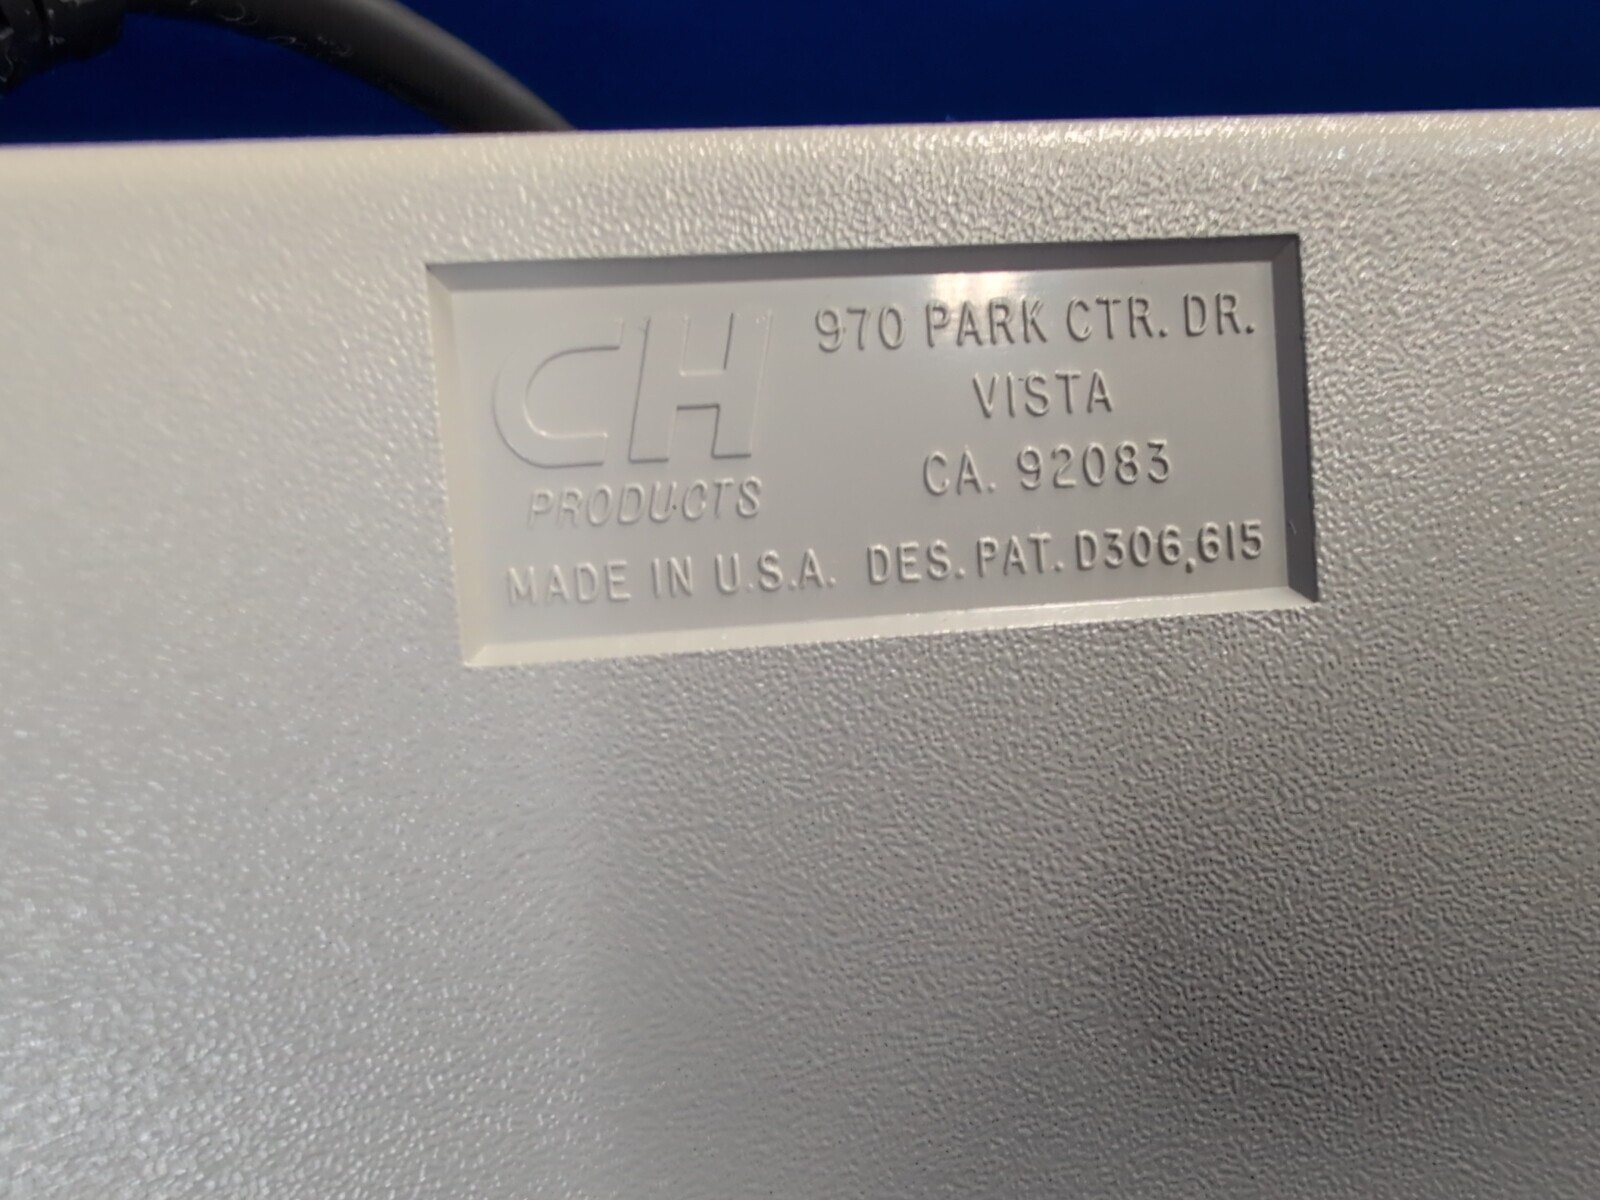 CH
PRODUCTS
970 PARK CTR. DR.
VISTA
CA. 92083
MADE IN U.S.A. DES. PAT. D306,615